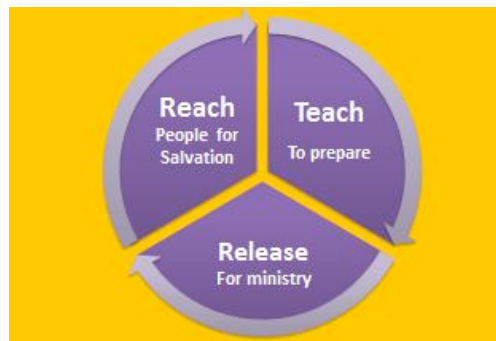 Reach
People for
Salvation
Teach
To prepare
Release
For ministry